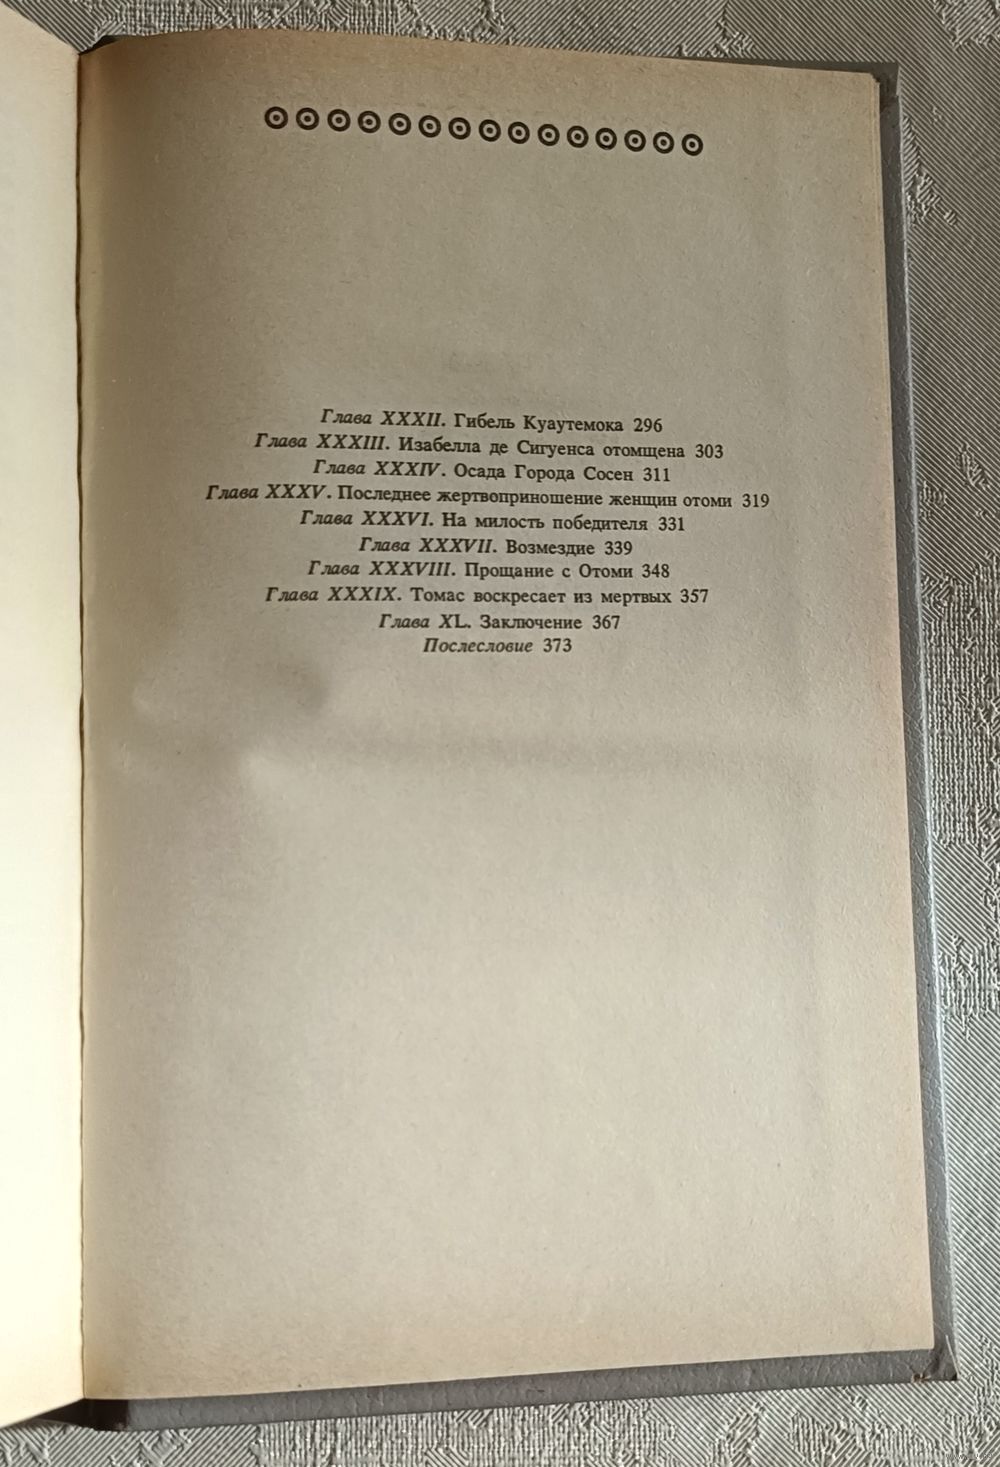 Глава XXXII. Гибель Куаутемока 296
Глава XXXIII. Изабелла де Сигуенса отомщена 303
Глава XXXIV. Осада Города Сосен 311
Глава XXXV. Последнее жертвоприношение женщин отоми 319
Глава XXXVI. На милость победителя 331
Глава XXXVII. Возмездие 339
Глава XXXVIII. Прощание с Отоми 348
Глава XXXIX. Томас воскресает из мертвых 357
Глава XL. Заключение 367
Послесловие 373